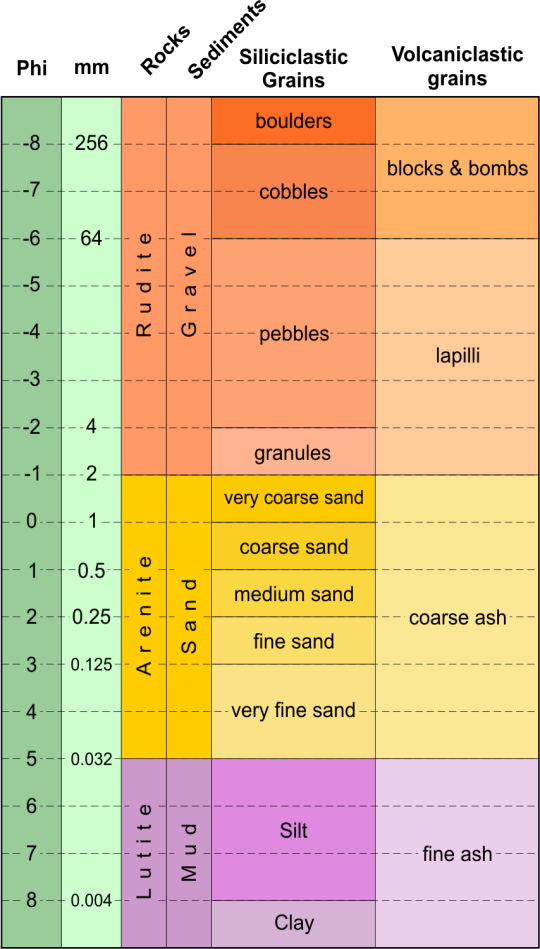 Phi
mm
Rocks
Sediments
Siliciclastic
Grains
Volcaniclastic
grains
boulders
-8
256
blocks & bombs
-7
cobbles
-6
64
Rudite
Gravel
-5
-4
pebbles
lapilli
-3
-2
4
granules
-1
2
very coarse sand
0
1
coarse sand
1
0.5
medium sand
Arenite
Sand
2
0.25
coarse ash
fine sand
3
0.125
4
very fine sand
5
0.032
6
Silt
Lutite
Mud
7
fine ash
8
0.004
Clay